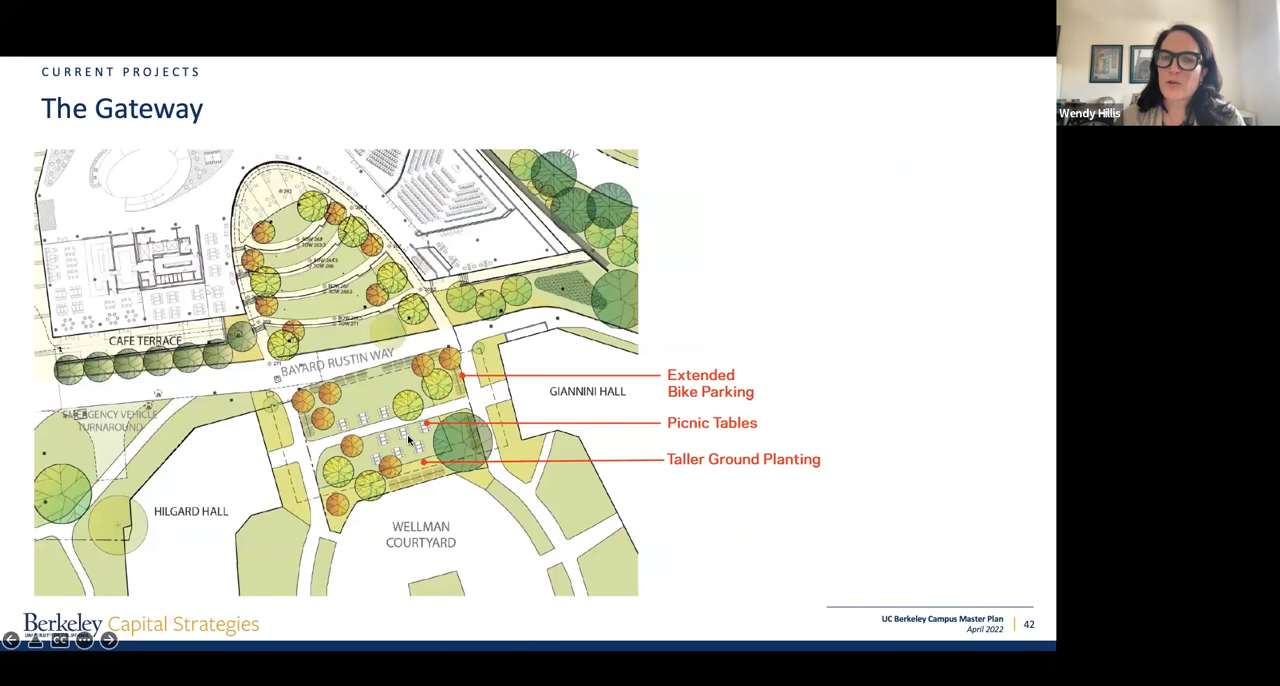 CURRENT PROJECTS
The Gateway
Wendy Hillis
CAFE TERRACE
BAYARD RUSTIN WAY
EMERGENCY VEHICLE
TURNAROUND
GIANNINI HALL
HILGARD HALL
WELLMAN
COURTYARD
Extended
Bike Parking
Picnic Tables
Taller Ground Planting
Berkeley Capital Strategies
UC Berkeley Campus Master Plan
April 2022
42
CC